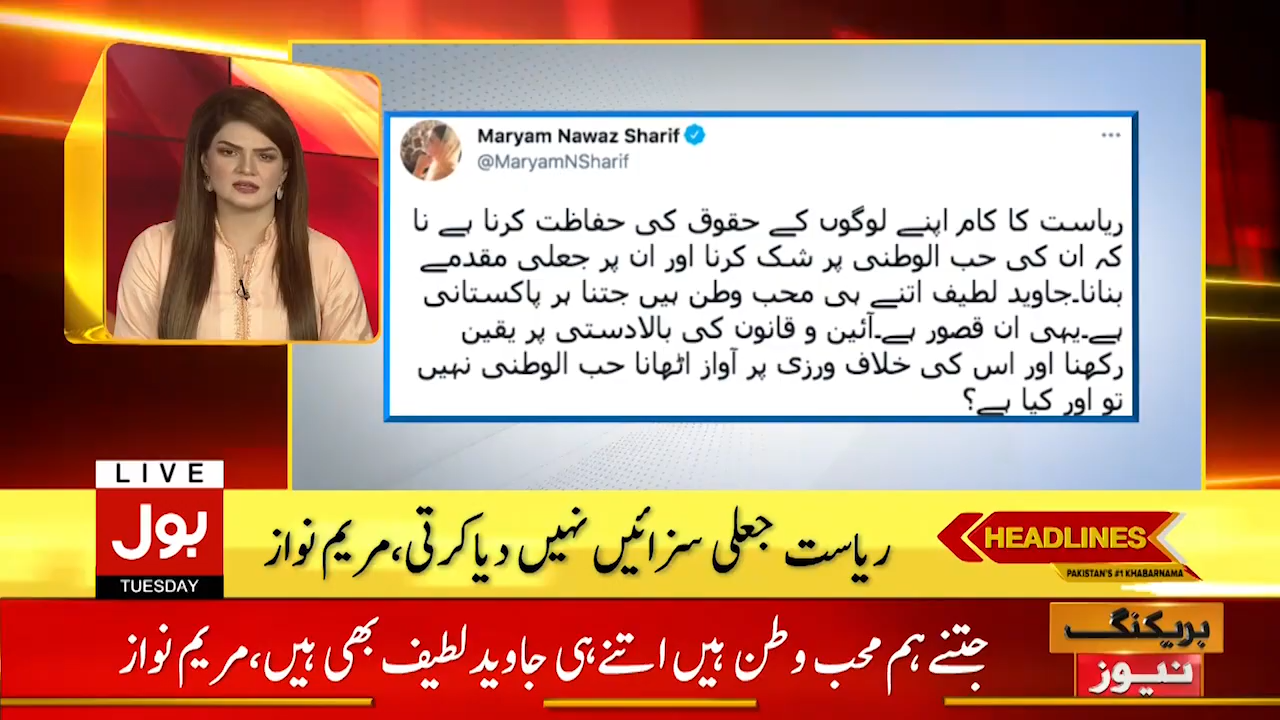 Maryam Nawaz Sharif
@MaryamNSharif
ریاست کا کام اپنے لوگوں کے حقوق کی حفاظت کرنا ہے نا
کہ ان کی حب الوطنی پر شک کرنا اور ان پر جعلی مقدمے
بنانا۔جاوید لطیف اتنے ہی محب وطن ہیں جتنا ہر پاکستانی
ہے۔یہی ان قصور ہے۔آئین و قانون کی بالادستی پر یقین
رکھنا اور اس کی خلاف ورزی پر آواز اٹھانا حب الوطنی نہیں
تو اور کیا ہے؟
LIVE
بول
TUESDAY
ریاست جعلی سزائیں نہیں دیا کرتی، مریم نواز
HEADLINES
PAKISTAN'S #1 KHABARNAMA
جتنے ہم محب وطن ہیں اتنے ہی جاوید لطیف بھی ہیں، مریم نواز
بریکنگ
نیوز